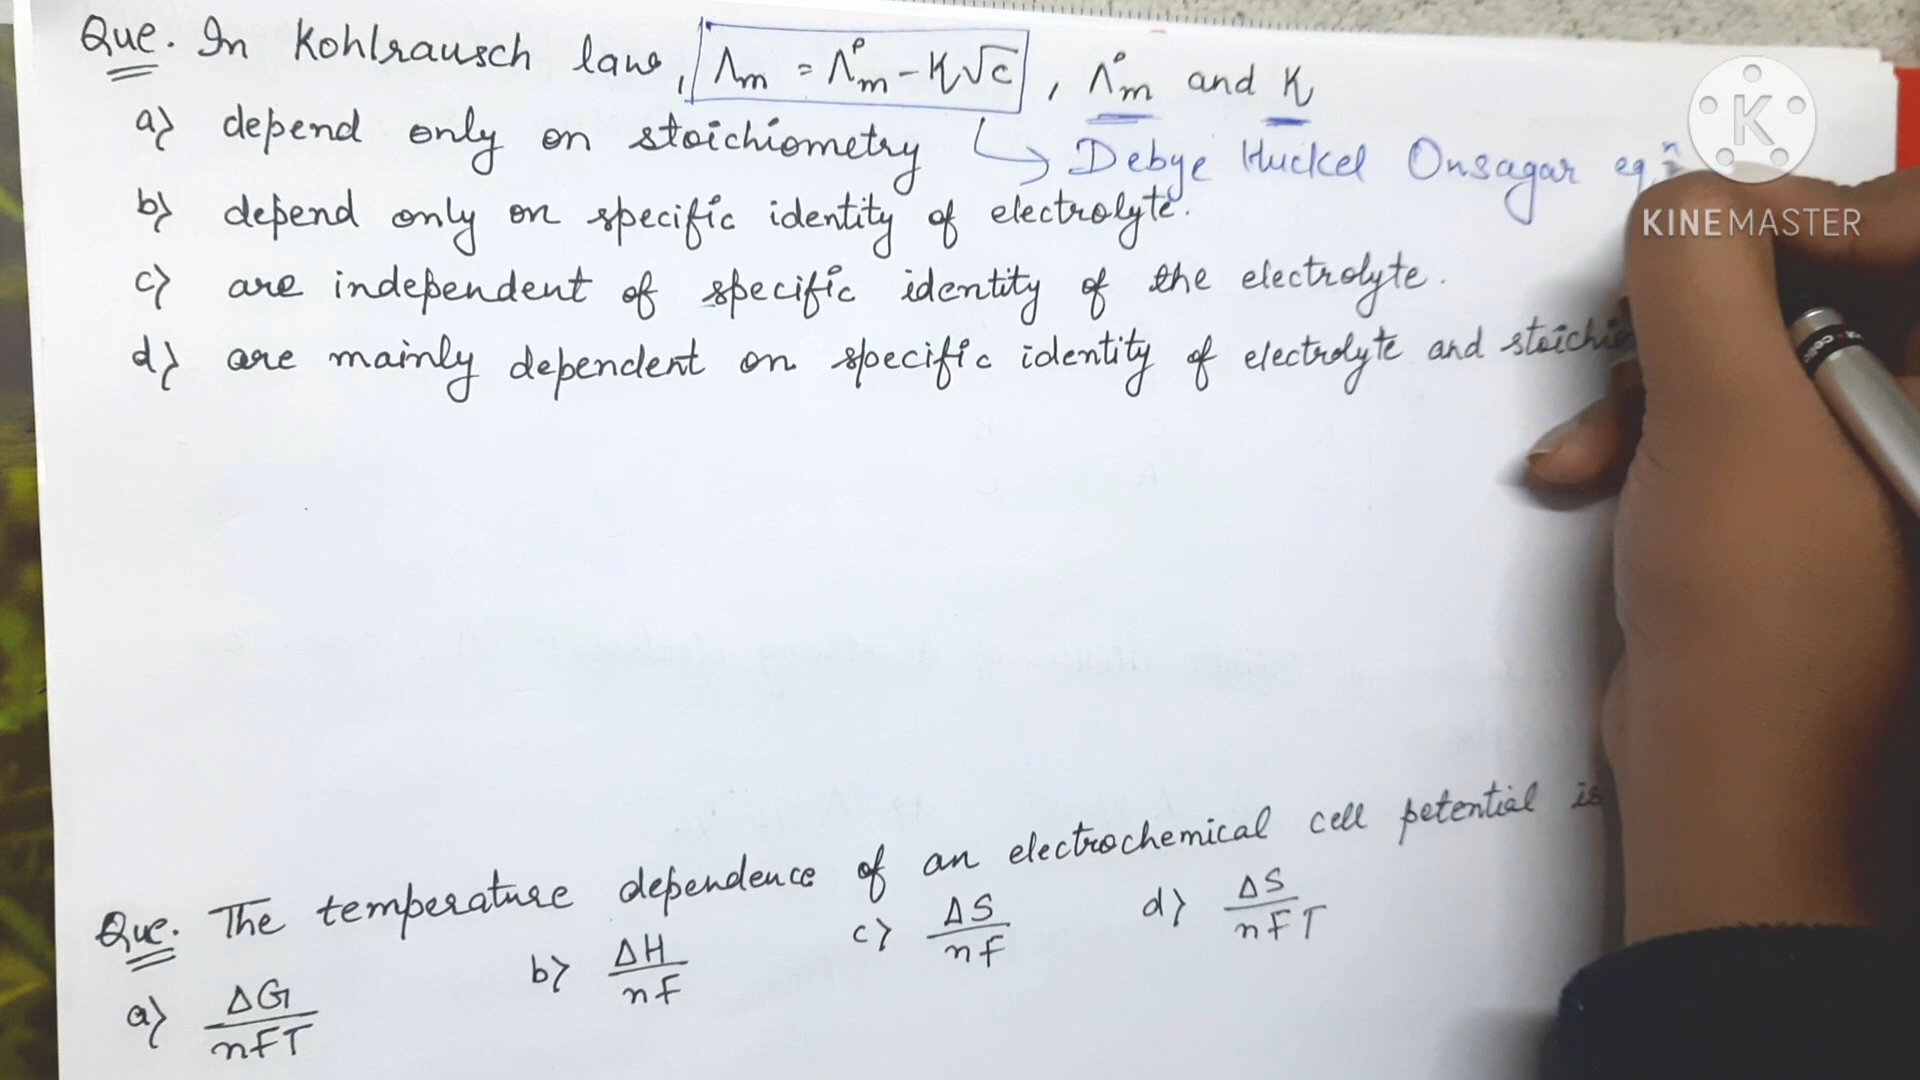 Que. In Kohlrausch law, Λm = Λ°m - K√c, Λ°m and K
a) depend only on stoichiometry
Debye Huckel Onsagar eqn
b) depend only on specific identity of electrolyte.
c) are independent of specific identity of the electrolyte.
d) are mainly dependent on specific identity of electrolyte and
K
KINEMASTER
Que. The temperature dependence of an electrochemical cell potential is
a) ΔG/nFT b) ΔH/nF c) ΔS/nF d) ΔS/nFT